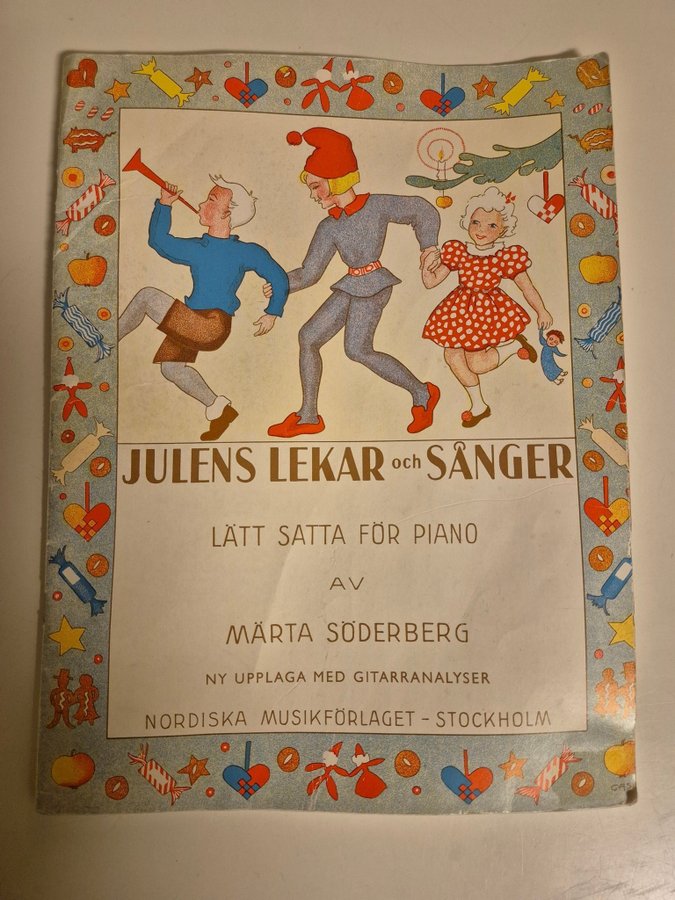 JULENS LEKAR och SÅNGER
LÄTT SATTA FÖR PIANO
AV
MÄRTA SÖDERBERG
NY UPPLAGA MED GITARRANALYSER
NORDISKA MUSIKFÖRLAGET - STOCKHOLM